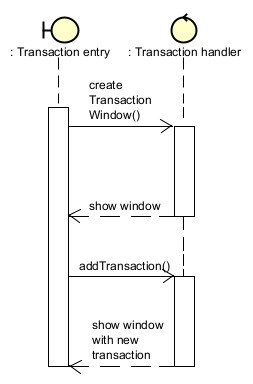 : Transaction entry
: Transaction handler
create
Transaction
Window()
show window
addTransaction()
show window
with new
transaction